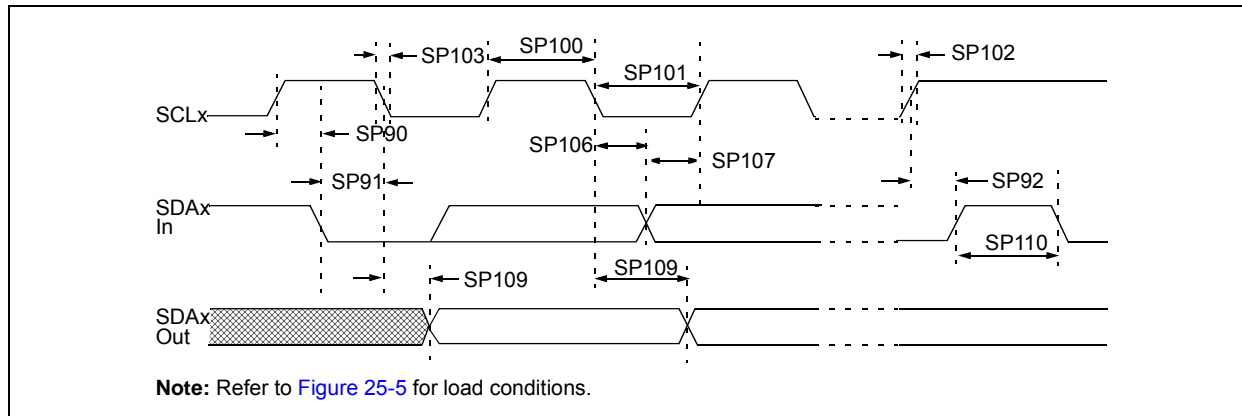 SP103
SP100
SP101
SP102
SCLx
SP90
SP106
SP107
SP91
SP92
SDAx
In
SP110
SP109
SP109
SDAx
Out
Note: Refer to Figure 25-5 for load conditions.